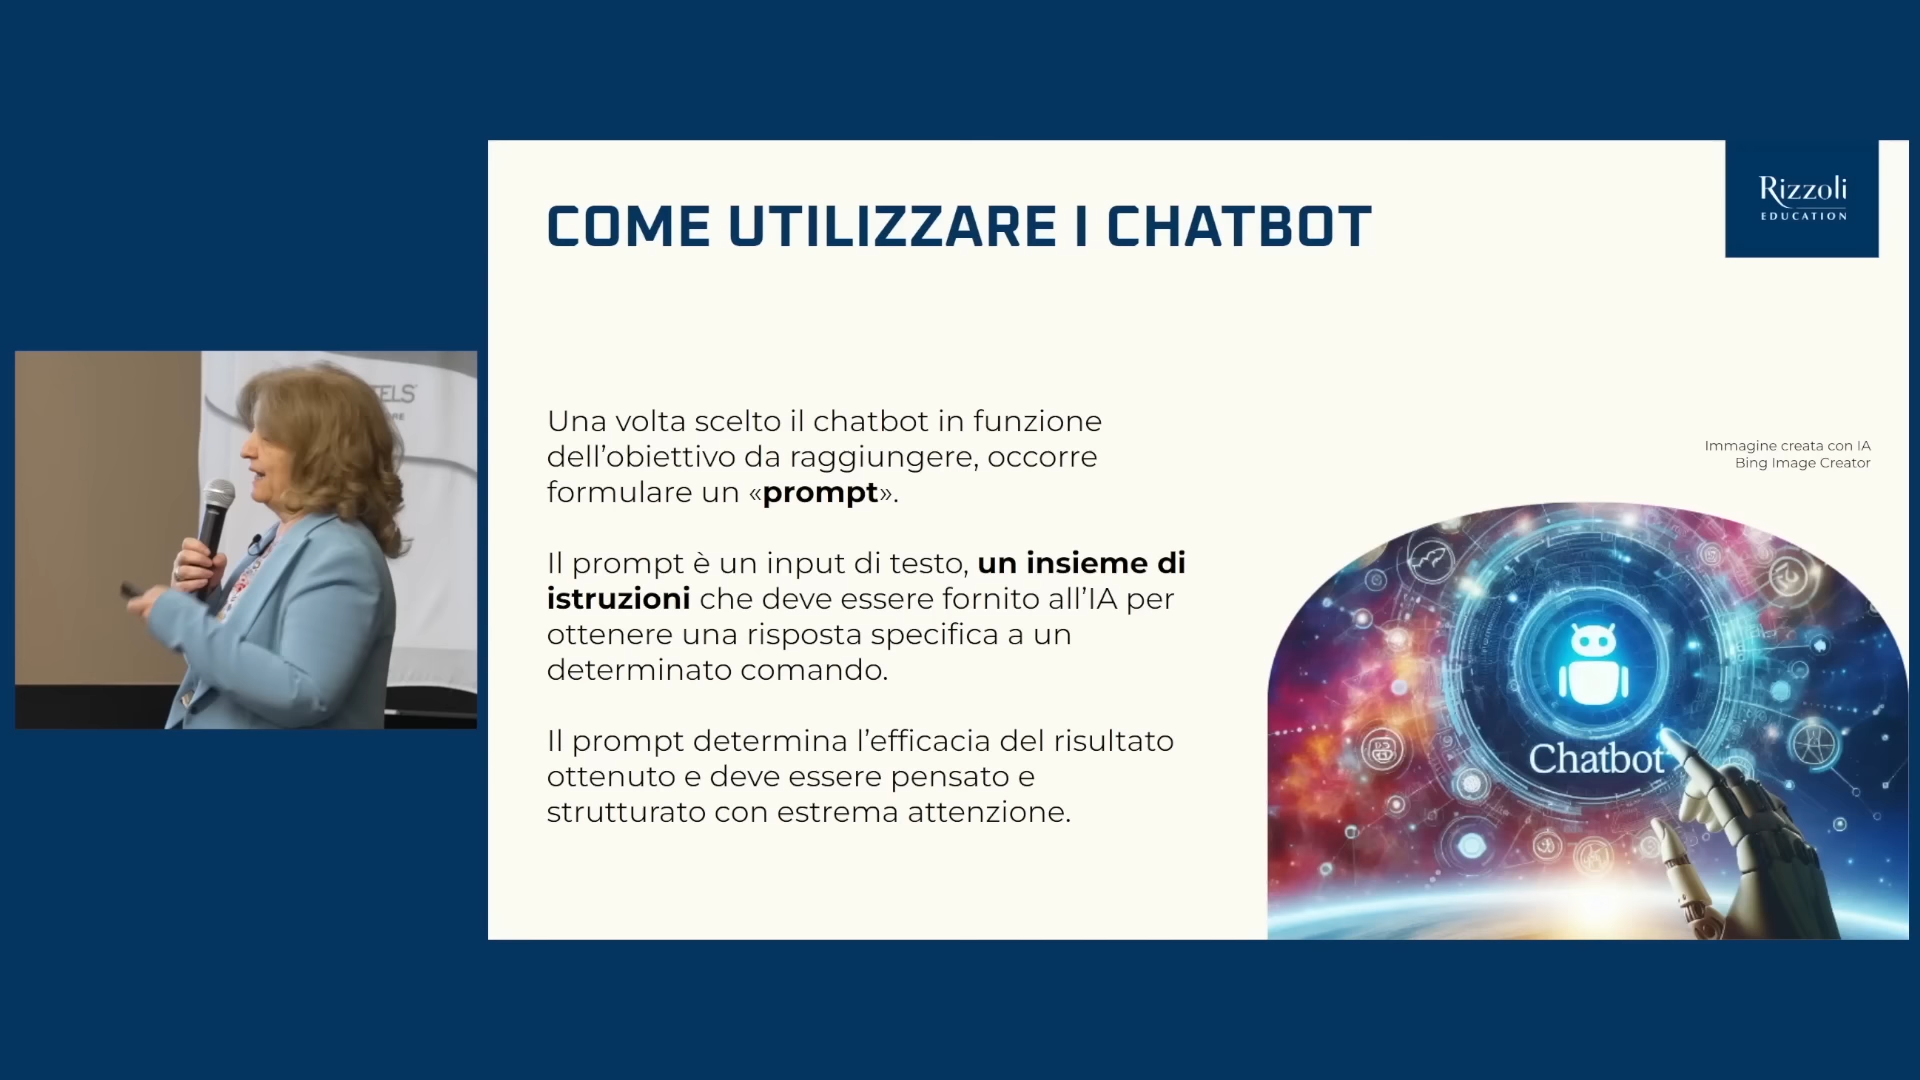 COME UTILIZZARE I CHATBOT
Rizzoli
EDUCATION
Una volta scelto il chatbot in funzione
dell’obiettivo da raggiungere, occorre
formulare un «prompt».
Il prompt è un input di testo, un insieme di
istruzioni che deve essere fornito all’IA per
ottenere una risposta specifica a un
determinato comando.
Il prompt determina l’efficacia del risultato
ottenuto e deve essere pensato e
strutturato con estrema attenzione.
Immagine creata con IA
Bing Image Creator
Chatbot